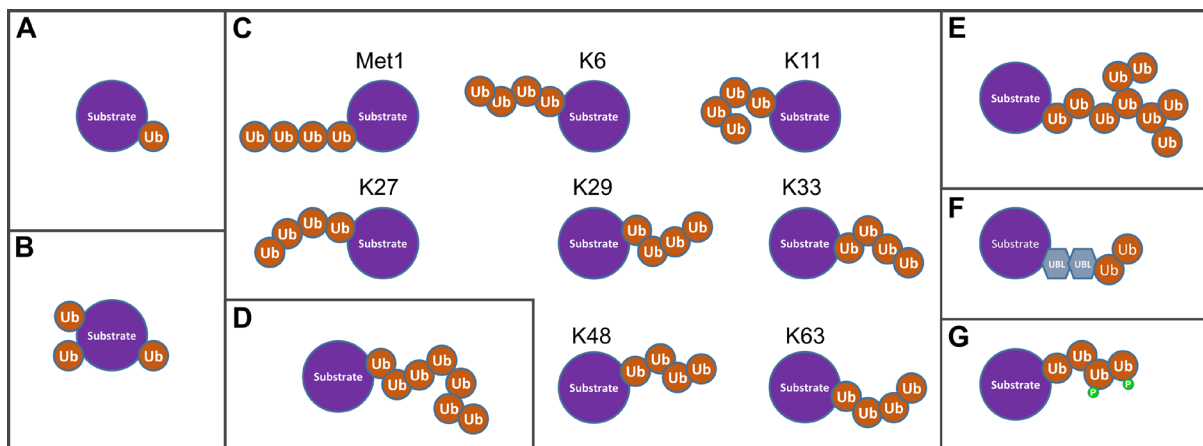 A
Substrate
Ub
B
Ub
Ub
Substrate
Ub
C
Met1
Ub Ub Ub Ub
Substrate
K6
Ub Ub Ub Ub
Substrate
K11
Ub Ub Ub Ub
Substrate
K27
Ub Ub Ub Ub
Substrate
K29
Substrate
Ub Ub Ub Ub
K33
Substrate
Ub Ub Ub Ub
K48
Substrate
Ub Ub Ub Ub
K63
Substrate
Ub Ub Ub Ub
D
Substrate
Ub Ub Ub Ub Ub Ub Ub
E
Substrate
Ub Ub Ub Ub Ub Ub Ub Ub Ub
F
Substrate
UBL UBL Ub Ub
G
Substrate
Ub Ub Ub Ub
P P